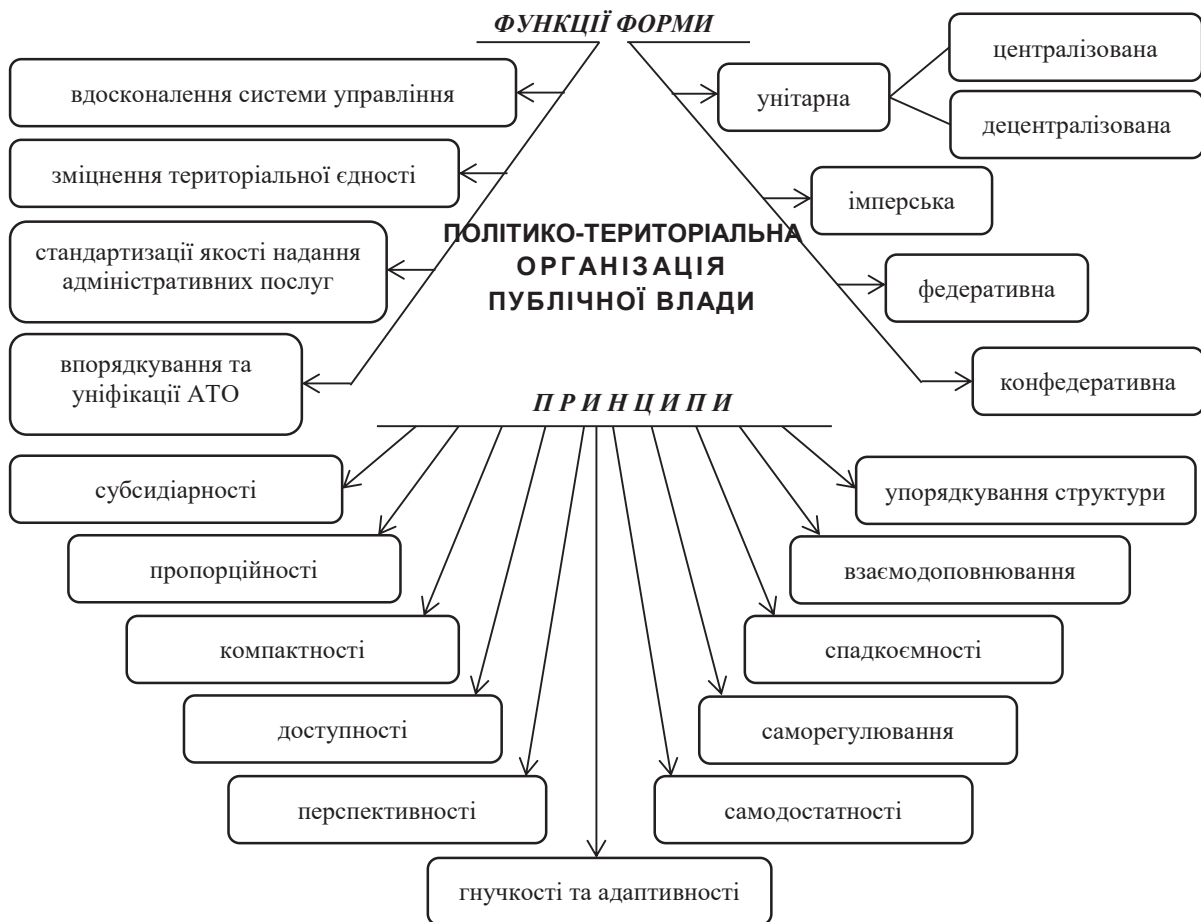 ФУНКЦІЇ ФОРМИ
вдосконалення системи управління
зміцнення територіальної єдності
стандартизації якості надання
адміністративних послуг
впорядкування та
уніфікації АТО
унітарна
централізована
децентралізована
імперська
федеративна
конфедеративна
ПОЛІТИКО-ТЕРИТОРІАЛЬНА
ОРГАНІЗАЦІЯ
ПУБЛІЧНОЇ ВЛАДИ
ПРИНЦИПИ
субсидіарності
пропорційності
компактності
доступності
перспективності
гнучкості та адаптивності
самодостатності
саморегулювання
спадкоємності
взаємодоповнювання
упорядкування структури